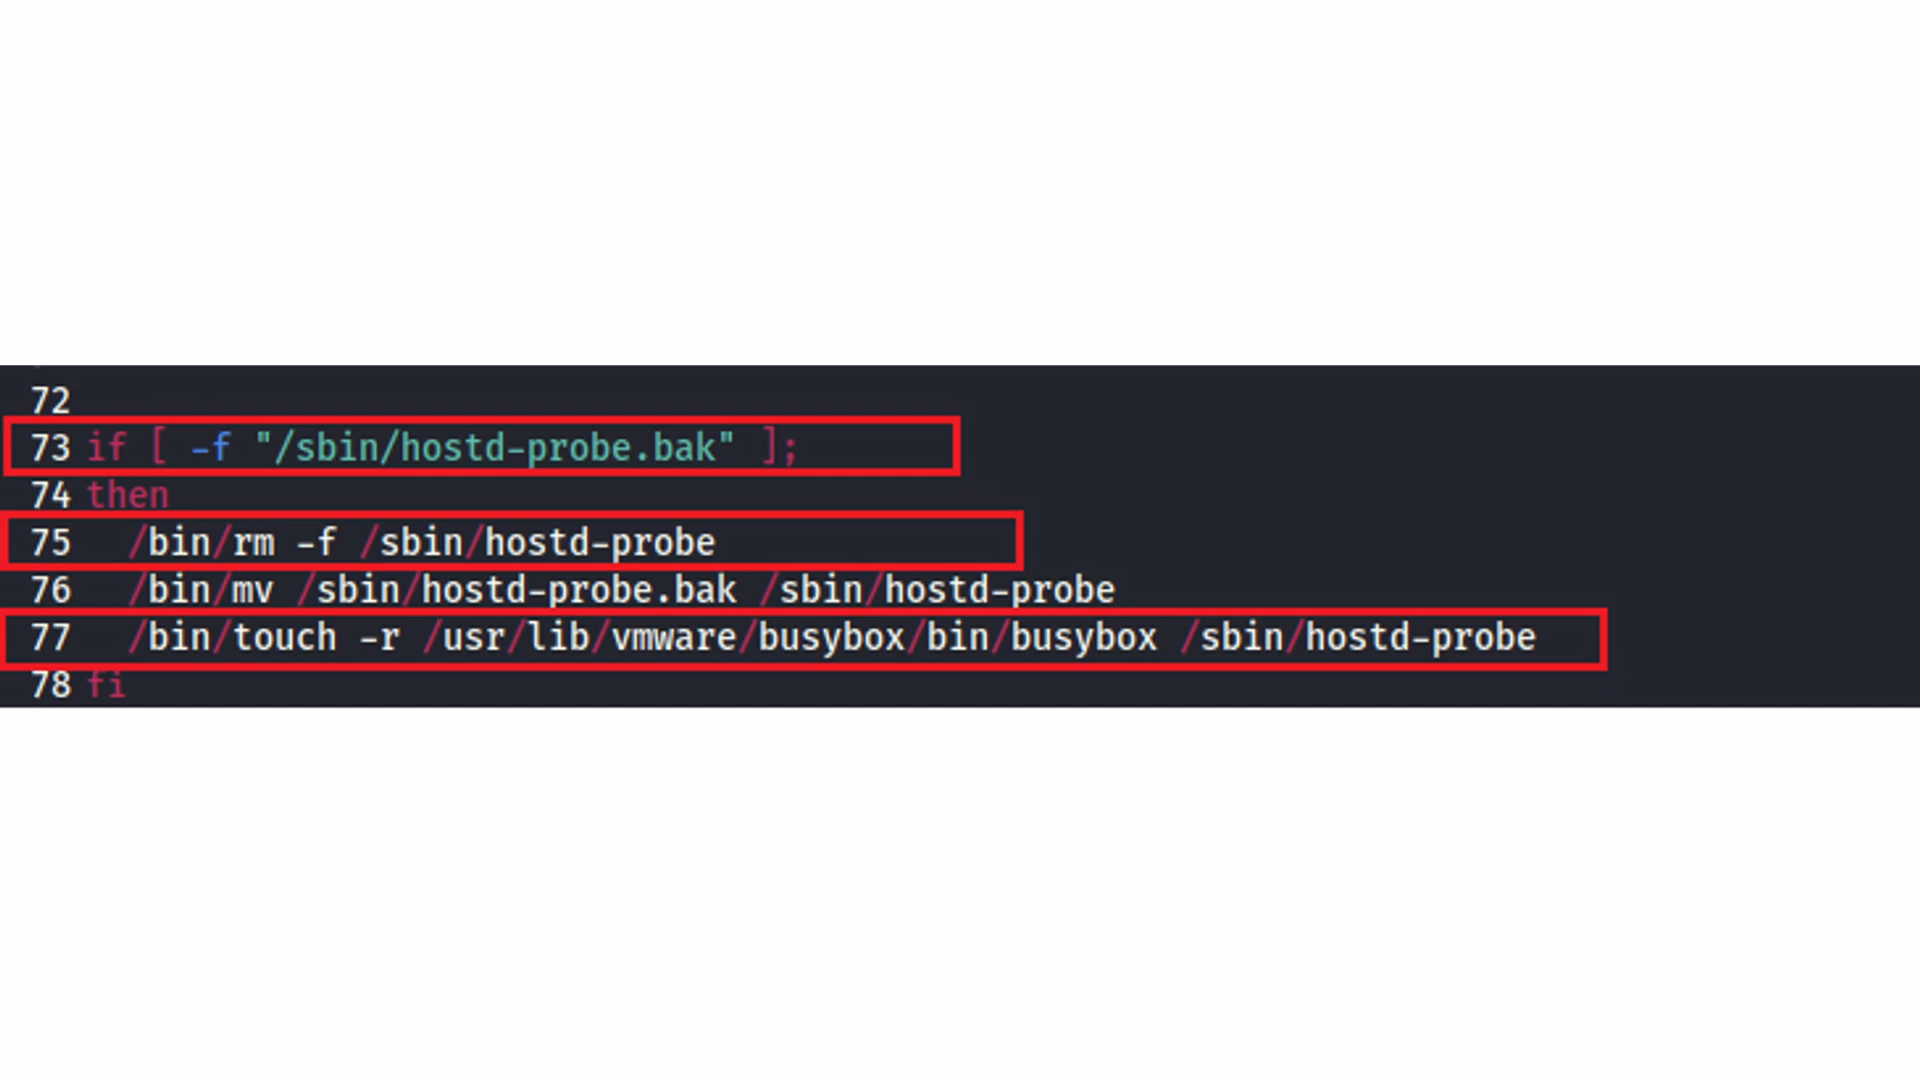 72
73 if [ -f "/sbin/hostd-probe.bak" ];
74 then
75 /bin/rm -f /sbin/hostd-probe
76 /bin/mv /sbin/hostd-probe.bak /sbin/hostd-probe
77 /bin/touch -r /usr/lib/vmware/busybox/bin/busybox /sbin/hostd-probe
78 fi